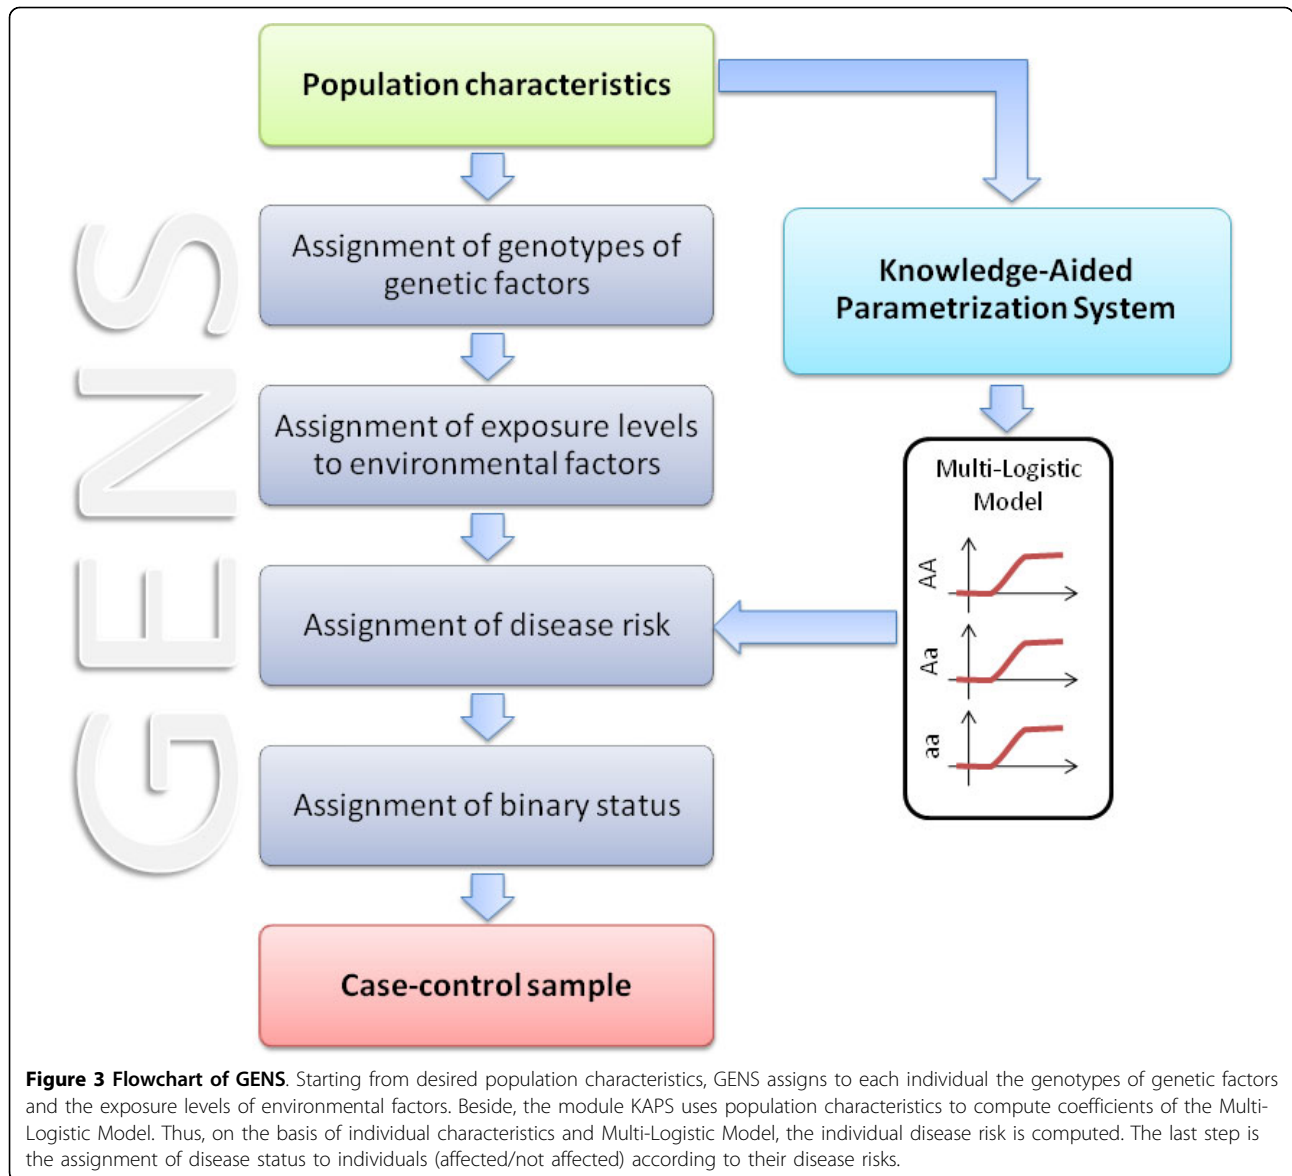 GENS
Population characteristics
Assignment of genotypes of
genetic factors
Assignment of exposure levels
to environmental factors
Assignment of disease risk
Assignment of binary status
Case-control sample
Knowledge-Aided
Parametrization System
Multi-Logistic
Model
AA
Aa
aa
Figure 3 Flowchart of GENS. Starting from desired population characteristics, GENS assigns to each individual the genotypes of genetic factors
and the exposure levels of environmental factors. Beside, the module KAPS uses population characteristics to compute coefficients of the Multi-
Logistic Model. Thus, on the basis of individual characteristics and Multi-Logistic Model, the individual disease risk is computed. The last step is
the assignment of disease status to individuals (affected/not affected) according to their disease risks.